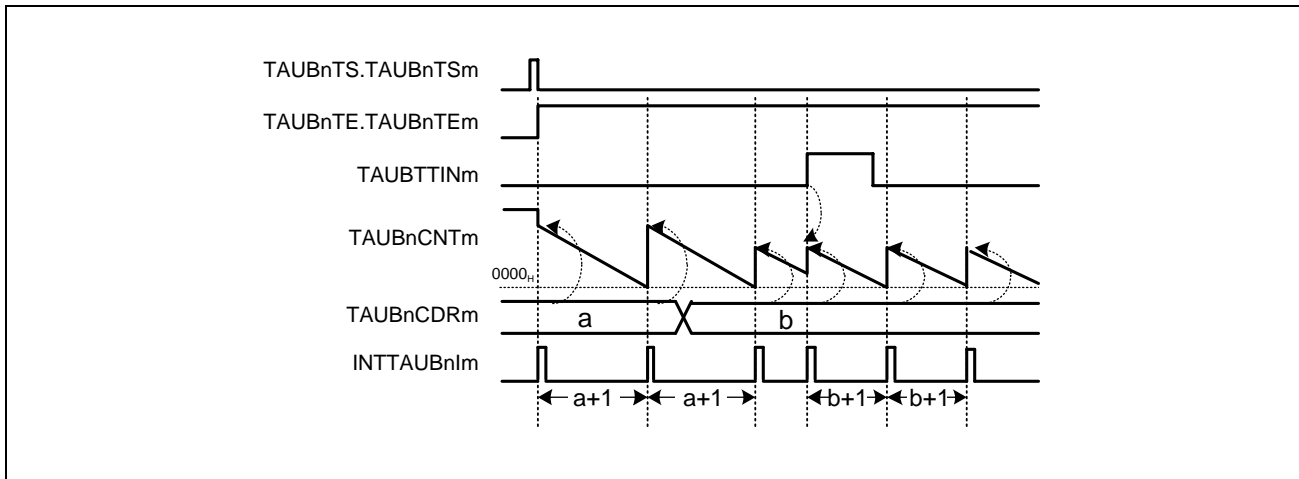 TAUBnTS.TAUBnTSm
TAUBnTE.TAUBnTEm
TAUBTTINm
TAUBnCNTm
0000H
TAUBnCDRm
a
b
INTTAUBnIm
a+1
a+1
b+1
b+1